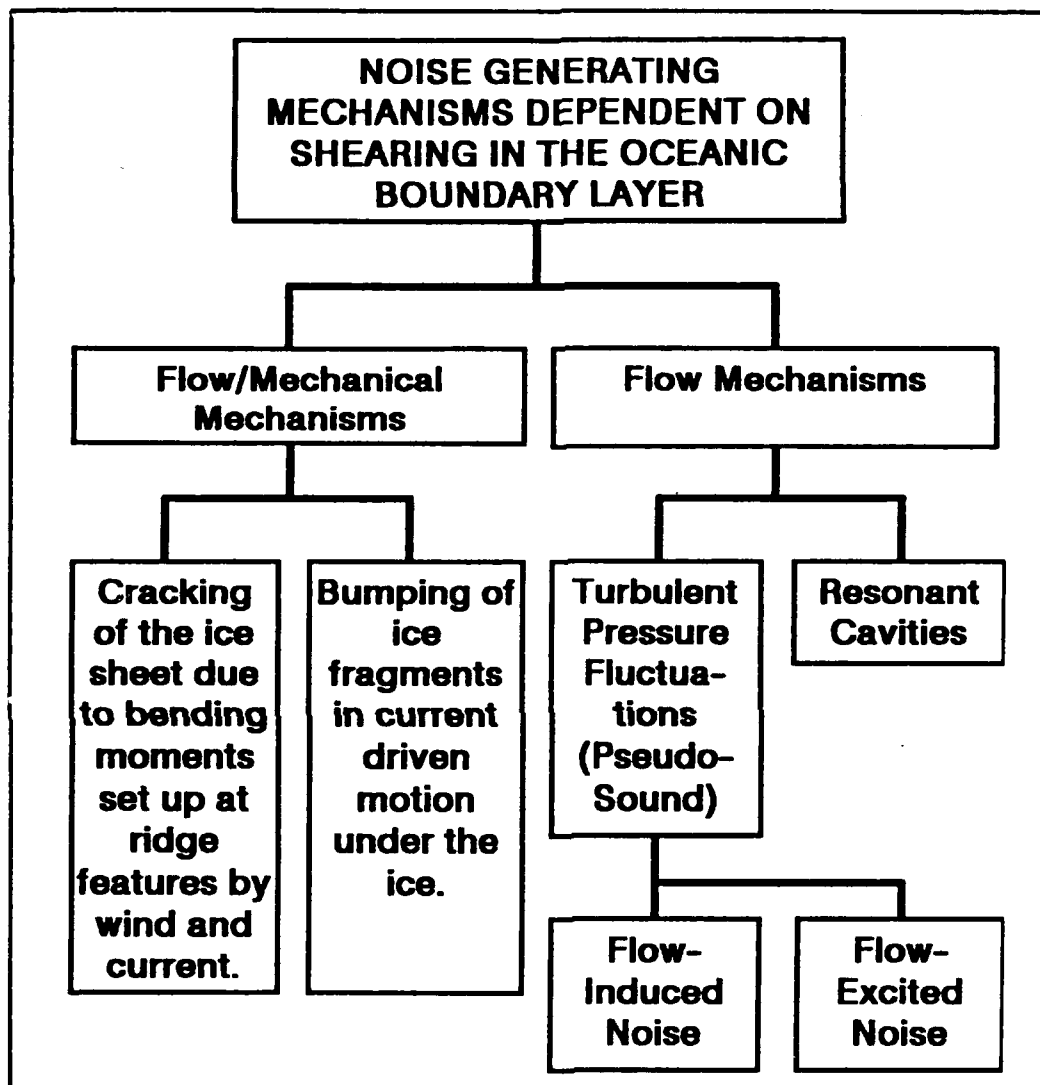 NOISE GENERATING
MECHANISMS DEPENDENT ON
SHEARING IN THE OCEANIC
BOUNDARY LAYER
Flow/Mechanical
Mechanisms
Flow Mechanisms
Cracking
of the ice
sheet due
to bending
moments
set up at
ridge
features by
wind and
current.
Bumping of
ice
fragments
in current
driven
motion
under the
ice.
Turbulent
Pressure
Fluctua-
tions
(Pseudo-
Sound)
Resonant
Cavities
Flow-
Induced
Noise
Flow-
Excited
Noise